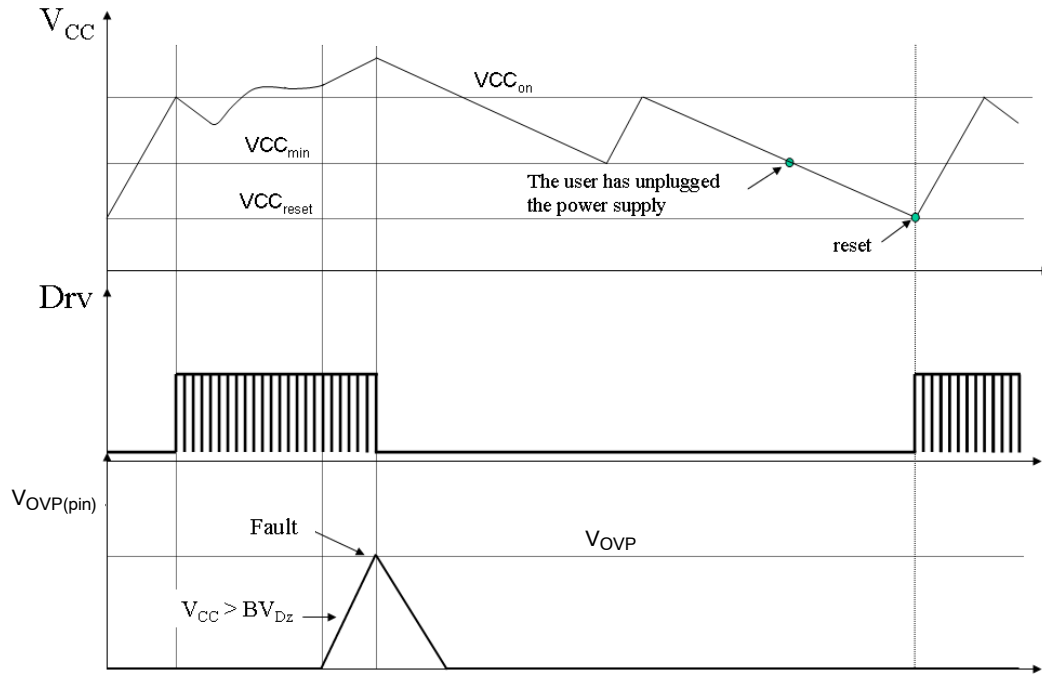 VCC
VCCon
VCCmin
The user has unplugged
the power supply
VCCreset
reset
Drv
VOVP(pin)
Fault
VOVP
VCC > BVDz